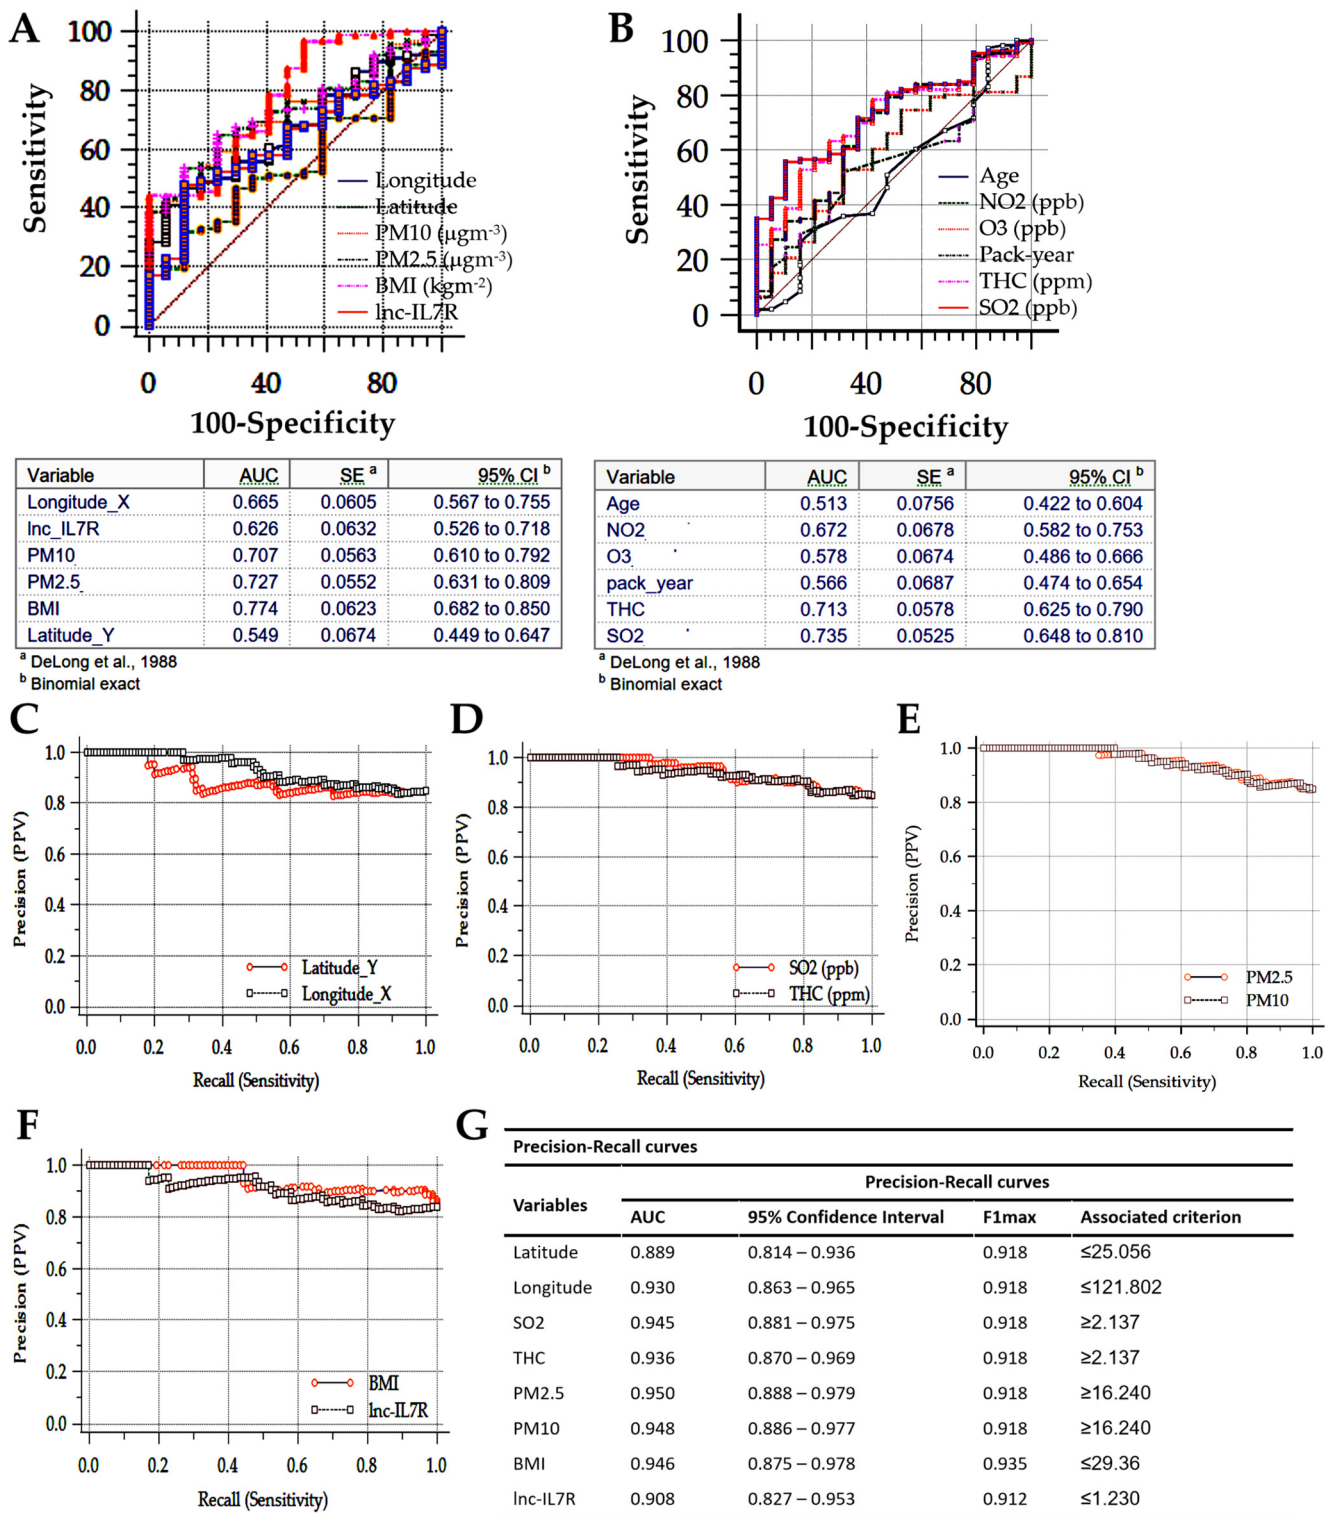 A
100
80
60
40
20
0
Sensitivity
Longitude
Latitude
PM10 (µgm-3)
PM2.5 (µgm-3)
BMI (kgm-2)
lnc-IL7R
0 40 80
100-Specificity
B
100
80
60
40
20
0
Sensitivity
Age
NO2 (ppb)
O3 (ppb)
Pack-year
THC (ppm)
SO2 (ppb)
0 40 80
100-Specificity
Variable AUC SE a 95% CI b
Longitude_X 0.665 0.0605 0.567 to 0.755
lnc_IL7R 0.626 0.0632 0.526 to 0.718
PM10 0.707 0.0563 0.610 to 0.792
PM2.5 0.727 0.0552 0.631 to 0.809
BMI 0.774 0.0623 0.682 to 0.850
Latitude_Y 0.549 0.0674 0.449 to 0.647
a DeLong et al., 1988
b Binomial exact
Variable AUC SE a 95% CI b
Age 0.513 0.0756 0.422 to 0.604
NO2 0.672 0.0678 0.582 to 0.753
O3 0.578 0.0674 0.486 to 0.666
pack_year 0.566 0.0687 0.474 to 0.654
THC 0.713 0.0578 0.625 to 0.790
SO2 0.735 0.0525 0.648 to 0.810
a DeLong et al., 1988
b Binomial exact
C
1.0
0.8
0.6
0.4
0.2
0.0
Precision (PPV)
Latitude_Y
Longitude_X
0.0 0.2 0.4 0.6 0.8 1.0
Recall (Sensitivity)
D
1.0
0.8
0.6
0.4
0.2
0.0
Precision (PPV)
SO2 (ppb)
THC (ppm)
0.0 0.2 0.4 0.6 0.8 1.0
Recall (Sensitivity)
E
1.0
0.8
0.6
0.4
0.2
0.0
Precision (PPV)
PM2.5
PM10
0.0 0.2 0.4 0.6 0.8 1.0
Recall (Sensitivity)
F
1.0
0.8
0.6
0.4
0.2
0.0
Precision (PPV)
BMI
lnc-IL7R
0.0 0.2 0.4 0.6 0.8 1.0
Recall (Sensitivity)
G
Precision-Recall curves
Precision-Recall curves
Variables
AUC 95% Confidence Interval F1max Associated criterion
Latitude 0.889 0.814 – 0.936 0.918 ≤25.056
Longitude 0.930 0.863 – 0.965 0.918 ≤121.802
SO2 0.945 0.881 – 0.975 0.918 ≥2.137
THC 0.936 0.870 – 0.969 0.918 ≥2.137
PM2.5 0.950 0.888 – 0.979 0.918 ≥16.240
PM10 0.948 0.886 – 0.977 0.918 ≥16.240
BMI 0.946 0.875 – 0.978 0.935 ≤29.36
lnc-IL7R 0.908 0.827 – 0.953 0.912 ≤1.230